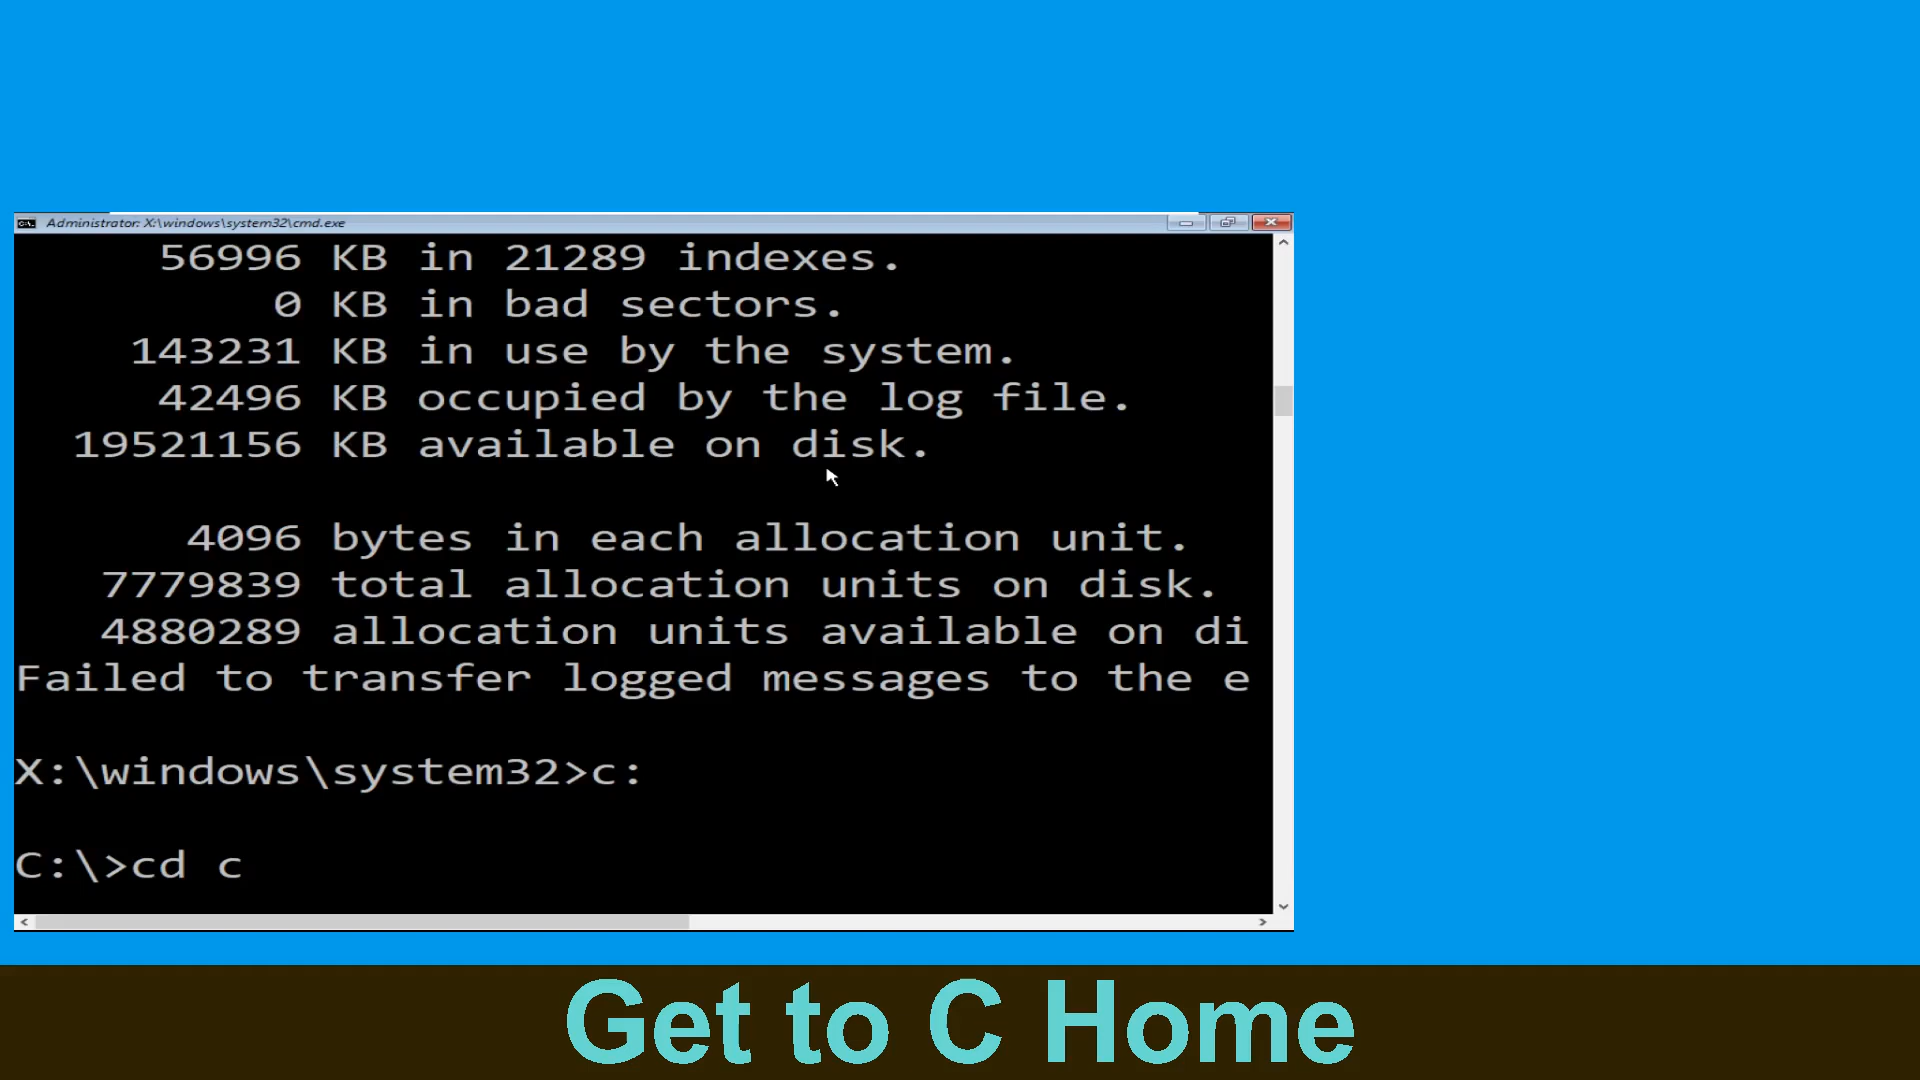 Administrator: X:\windows\system32\cmd.exe
56996 KB in 21289 indexes.
0 KB in bad sectors.
143231 KB in use by the system.
42496 KB occupied by the log file.
19521156 KB available on disk.
4096 bytes in each allocation unit.
7779839 total allocation units on disk.
4880289 allocation units available on di
Failed to transfer logged messages to the e
X:\windows\system32>c:
C:\>cd c
Get to C Home